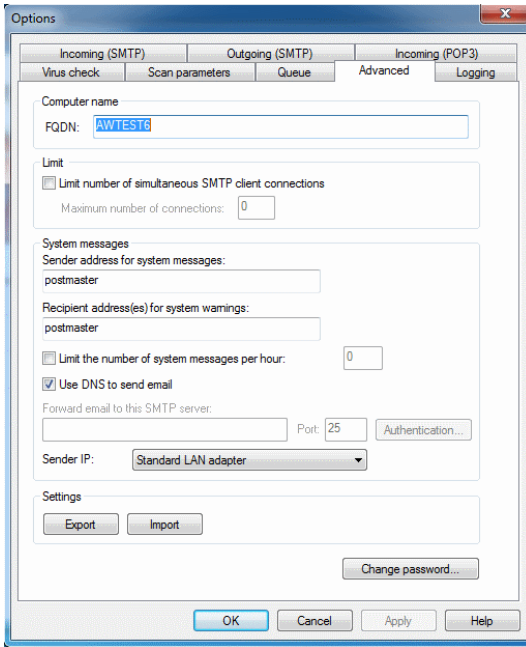 Options
Incoming (SMTP) Outgoing (SMTP) Incoming (POP3)
Virus check Scan parameters Queue Advanced Logging
Computer name
FQDN: AWTEST6
Limit
Limit number of simultaneous SMTP client connections
Maximum number of connections: 0
System messages
Sender address for system messages:
postmaster
Recipient address(es) for system warnings:
postmaster
Limit the number of system messages per hour: 0
Use DNS to send email
Forward email to this SMTP server:
Port: 25 Authentication...
Sender IP: Standard LAN adapter
Settings
Export Import
Change password...
OK Cancel Apply Help